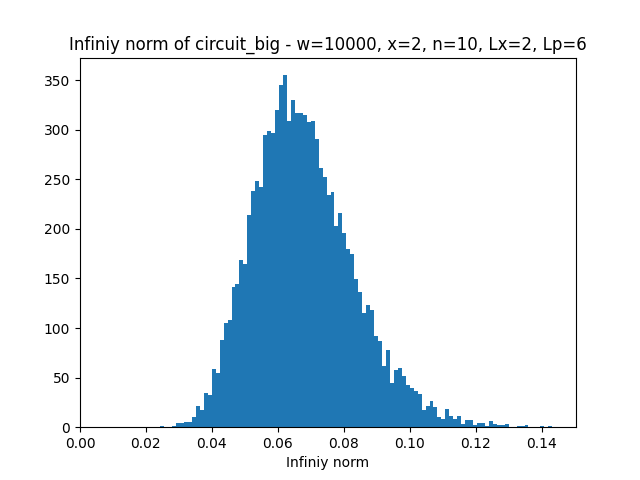 Infiniy norm of circuit_big - w=10000, x=2, n=10, Lx=2, Lp=6
350
300
250
200
150
100
50
0
0.00 0.02 0.04 0.06 0.08 0.10 0.12 0.14
Infiniy norm